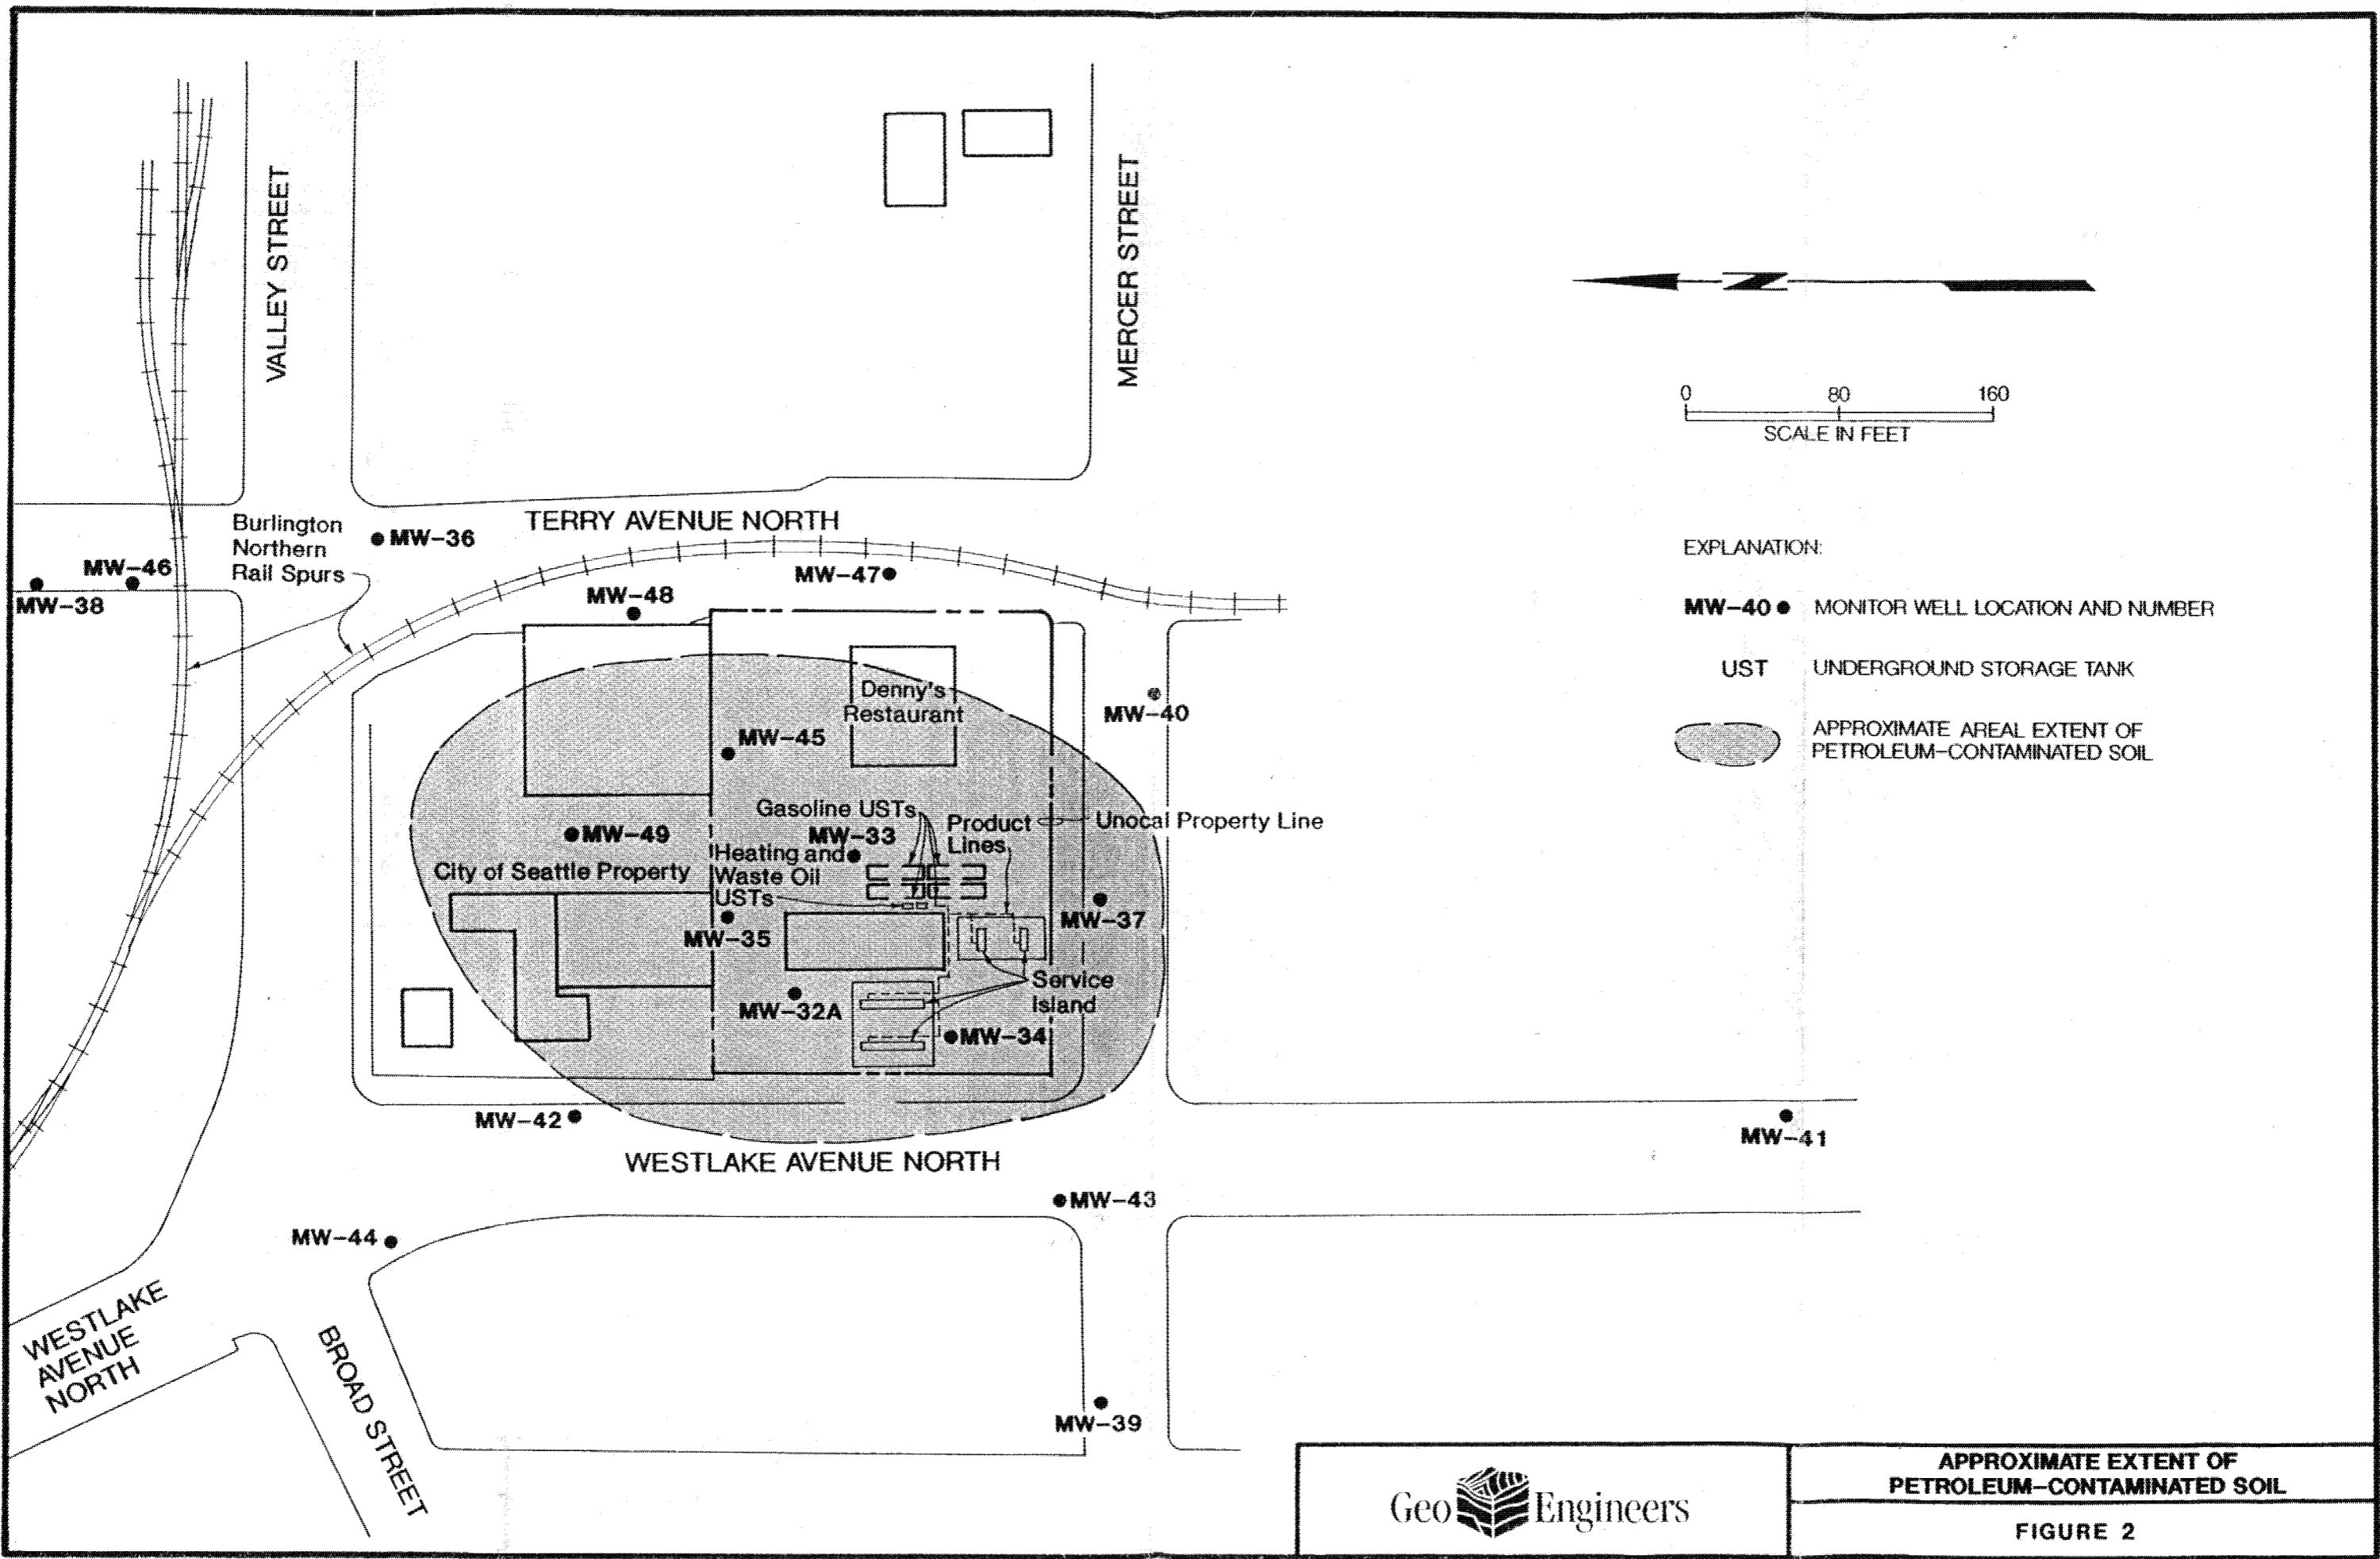 VALLEY STREET
MERCER STREET
0 80 160
SCALE IN FEET
TERRY AVENUE NORTH
Burlington
Northern
Rail Spurs
MW-36
MW-46
MW-38
MW-47
MW-48
EXPLANATION:
MW-40 MONITOR WELL LOCATION AND NUMBER
UST UNDERGROUND STORAGE TANK
APPROXIMATE AREAL EXTENT OF
PETROLEUM-CONTAMINATED SOIL
Denny's
Restaurant
MW-40
MW-45
Gasoline USTs
Product
Lines
Unocal Property Line
MW-49
MW-33
Heating and
Waste Oil
USTs
City of Seattle Property
MW-35
MW-37
Service
Island
MW-32A
MW-34
MW-42
MW-41
WESTLAKE AVENUE NORTH
MW-43
MW-44
WESTLAKE
AVENUE
NORTH
BROAD STREET
MW-39
Geo Engineers
APPROXIMATE EXTENT OF
PETROLEUM-CONTAMINATED SOIL
FIGURE 2
N